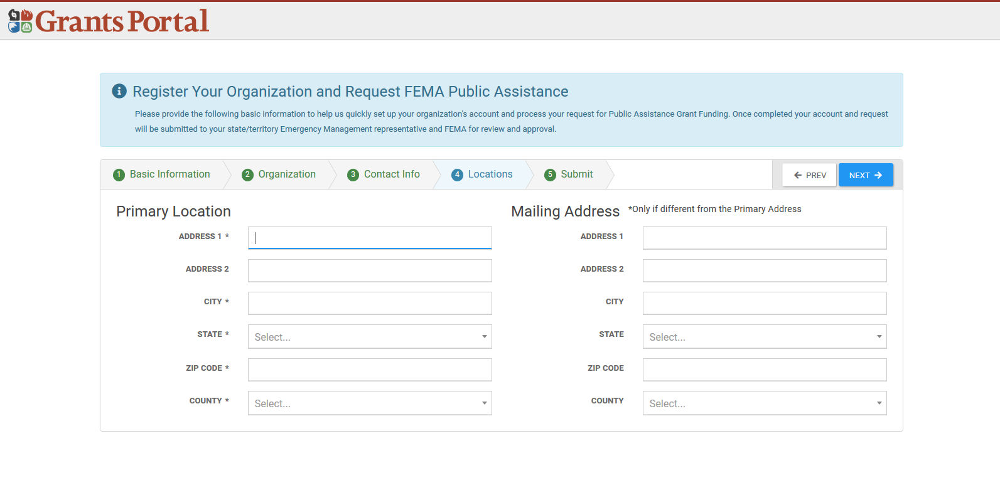 Grants Portal
Register Your Organization and Request FEMA Public Assistance
Please provide the following basic information to help us quickly set up your organization's account and process your request for Public Assistance Grant Funding. Once completed your account and request
will be submitted to your state/territory Emergency Management representative and FEMA for review and approval.
1 Basic Information 2 Organization 3 Contact Info 4 Locations 5 Submit PREV NEXT
Primary Location
ADDRESS 1 *
ADDRESS 2
CITY *
STATE * Select...
ZIP CODE *
COUNTY * Select...
Mailing Address *Only if different from the Primary Address
ADDRESS 1
ADDRESS 2
CITY
STATE Select...
ZIP CODE
COUNTY Select...